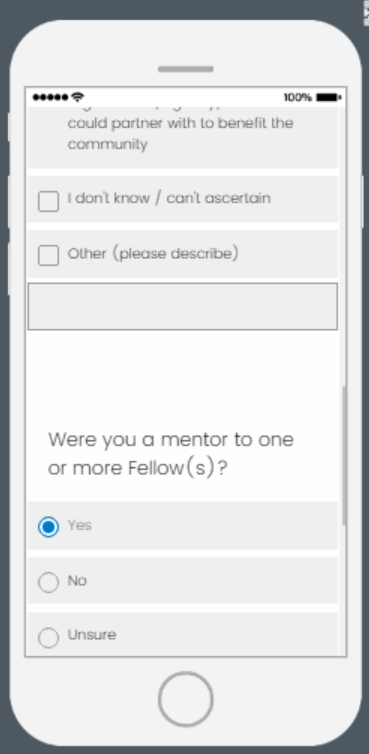 100%
could partner with to benefit the
community
I don't know / can't ascertain
Other (please describe)
Were you a mentor to one
or more Fellow(s)?
Yes
No
Unsure